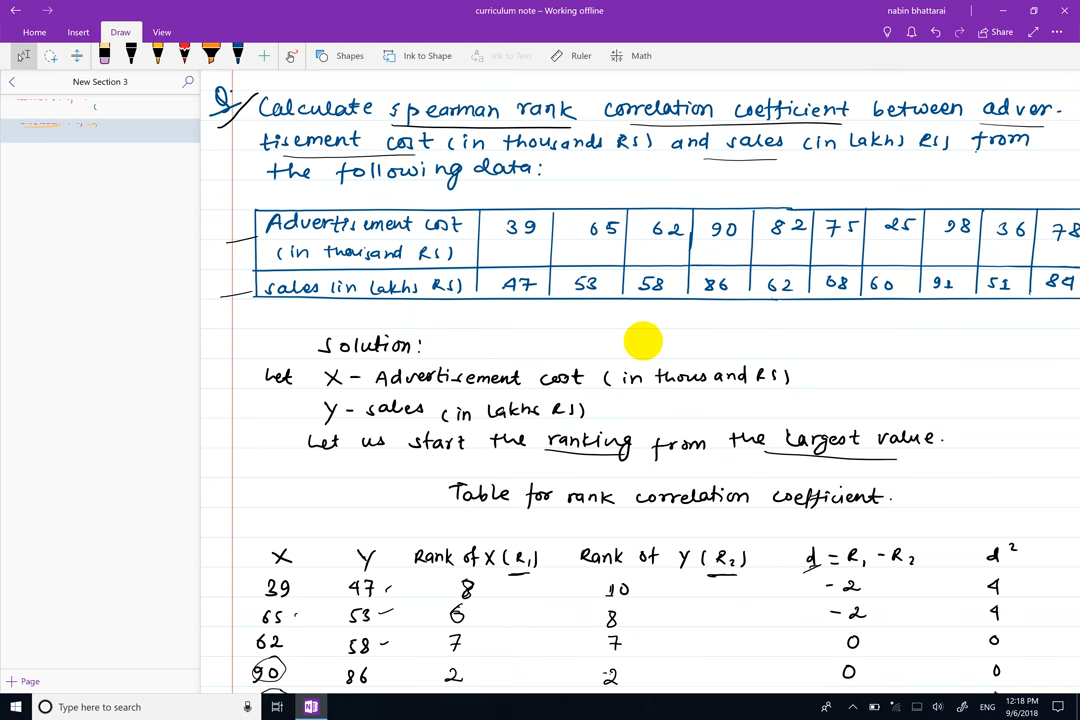 curriculum note – Working offline
nabin bhattarai
Home Insert Draw View
Share
Shapes Ink to Shape Ink to Text Ruler Math
New Section 3
Q. Calculate spearman rank correlation coefficient between adver-
tisement cost (in thousands RS) and sales (in Lakhs RS) from
the following data:
Advertisement cost 39 65 62 90 82 75 25 98 36 78
(in thousand RS)
sales (in Lakhs RS) 47 53 58 86 62 68 60 91 51 84
Solution:
Let X - Advertisement cost (in thousand RS)
Y - sales (in Lakhs RS)
Let us start the ranking from the largest value.
Table for rank correlation coefficient.
X Y Rank of X (R1) Rank of Y (R2) d = R1 - R2 d2
39 47 8 10 -2 4
65 53 6 8 -2 4
62 58 7 7 0 0
90 86 2 2 0 0
Page
Type here to search
ENG
12:18 PM
9/6/2018